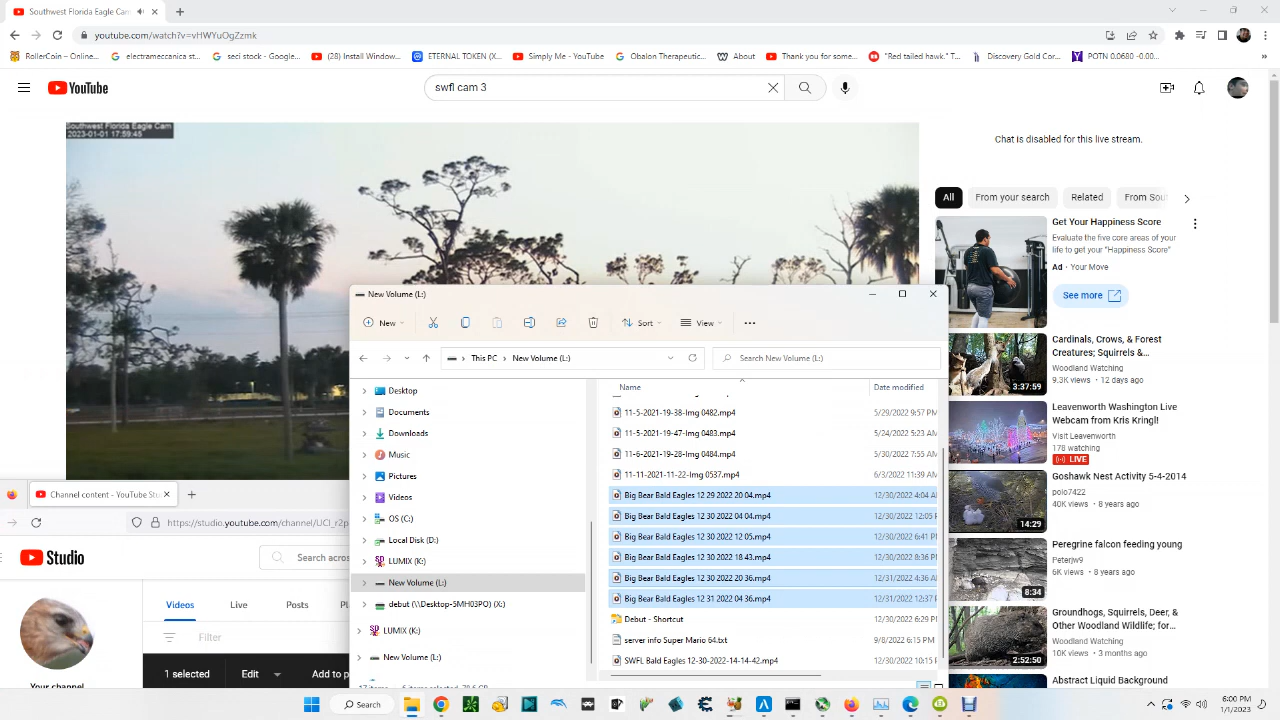 Southwest Florida Eagle Cam
youtube.com/watch?v=vHWYuOgZzmk
RollerCoin – Online...
electrameccanica st...
seci stock - Google...
(28) Install Window...
ETERNAL TOKEN (X...
Simply Me - YouTube
Obalon Therapeutic...
About
Thank you for some...
"Red tailed hawk." T...
Discovery Gold Cor...
POTN 0.0680 -0.00...
»
YouTube
swfl cam 3
Southwest Florida Eagle Cam
2023-01-01 17:59:45
Chat is disabled for this live stream.
All
From your search
Related
From Sou
Get Your Happiness Score
Evaluate the five core areas of your
life to get your "Happiness Score"
Ad · Your Move
See more
Cardinals, Crows, & Forest
Creatures; Squirrels &...
Woodland Watching
9.3K views · 12 days ago
3:37:59
Leavenworth Washington Live
Webcam from Kris Kringl!
Visit Leavenworth
178 watching
LIVE
Goshawk Nest Activity 5-4-2014
polo7422
40K views · 8 years ago
14:29
Peregrine falcon feeding young
Peterjw9
6K views · 8 years ago
8:34
Groundhogs, Squirrels, Deer, &
Other Woodland Wildlife; for...
Woodland Watching
10K views · 3 months ago
2:52:50
Abstract Liquid Background
New Volume (L:)
New
Sort
View
This PC > New Volume (L:)
Search New Volume (L:)
Desktop
Documents
Downloads
Music
Pictures
Videos
OS (C:)
Local Disk (D:)
LUMIX (K:)
New Volume (L:)
debut (\\Desktop-5MH03PQ) (X:)
LUMIX (K:)
New Volume (L:)
Name
Date modified
11-5-2021-19-38-Img 0482.mp4
5/29/2022 9:57 PM
11-5-2021-19-47-Img 0483.mp4
5/24/2022 5:23 AM
11-6-2021-19-28-Img 0484.mp4
5/30/2022 7:55 AM
11-11-2021-11-22-Img 0537.mp4
6/3/2022 11:39 AM
Big Bear Bald Eagles 12 29 2022 20 04.mp4
12/30/2022 4:04 A
Big Bear Bald Eagles 12 30 2022 04 04.mp4
12/30/2022 12:05 P
Big Bear Bald Eagles 12 30 2022 12 05.mp4
12/30/2022 6:41 P
Big Bear Bald Eagles 12 30 2022 18 43.mp4
12/30/2022 8:36 P
Big Bear Bald Eagles 12 30 2022 20 36.mp4
12/31/2022 4:36 A
Big Bear Bald Eagles 12 31 2022 04 36.mp4
12/31/2022 12:37
Debut - Shortcut
12/30/2022 6:29 P
server info Super Mario 64.txt
9/8/2022 6:15 PM
SWFL Bald Eagles 12-30-2022-14-14-42.mp4
12/30/2022 10:15
Channel content - YouTube Stu
https://studio.youtube.com/channel/UCl_r2p
Studio
Search acros
Videos
Live
Posts
Filter
1 selected
Edit
Add to p
Your channel
Search
6:00 PM
1/1/2023